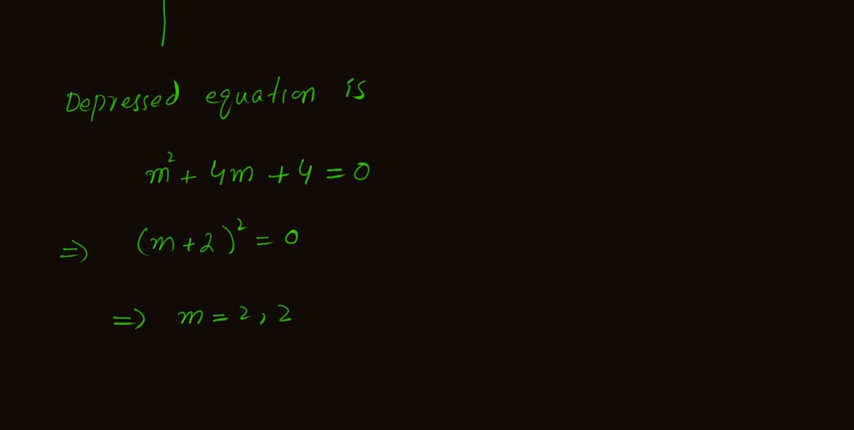 Depressed equation is
m² + 4m + 4 = 0
⇒ (m + 2)² = 0
⇒ m = 2, 2